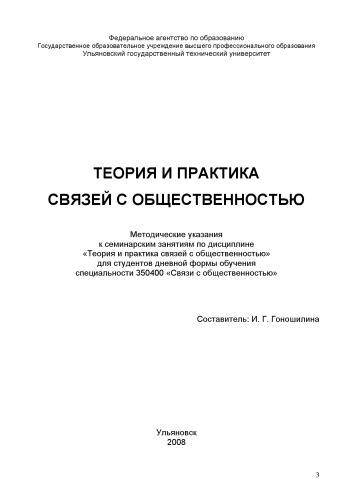 Федеральное агентство по образованию
Государственное образовательное учреждение высшего профессионального образования
Ульяновский государственный технический университет
ТЕОРИЯ И ПРАКТИКА
СВЯЗЕЙ С ОБЩЕСТВЕННОСТЬЮ
Методические указания
к семинарским занятиям по дисциплине
«Теория и практика связей с общественностью»
для студентов дневной формы обучения
специальности 350400 «Связи с общественностью»
Составитель: И. Г. Гоношилина
Ульяновск
2008
3